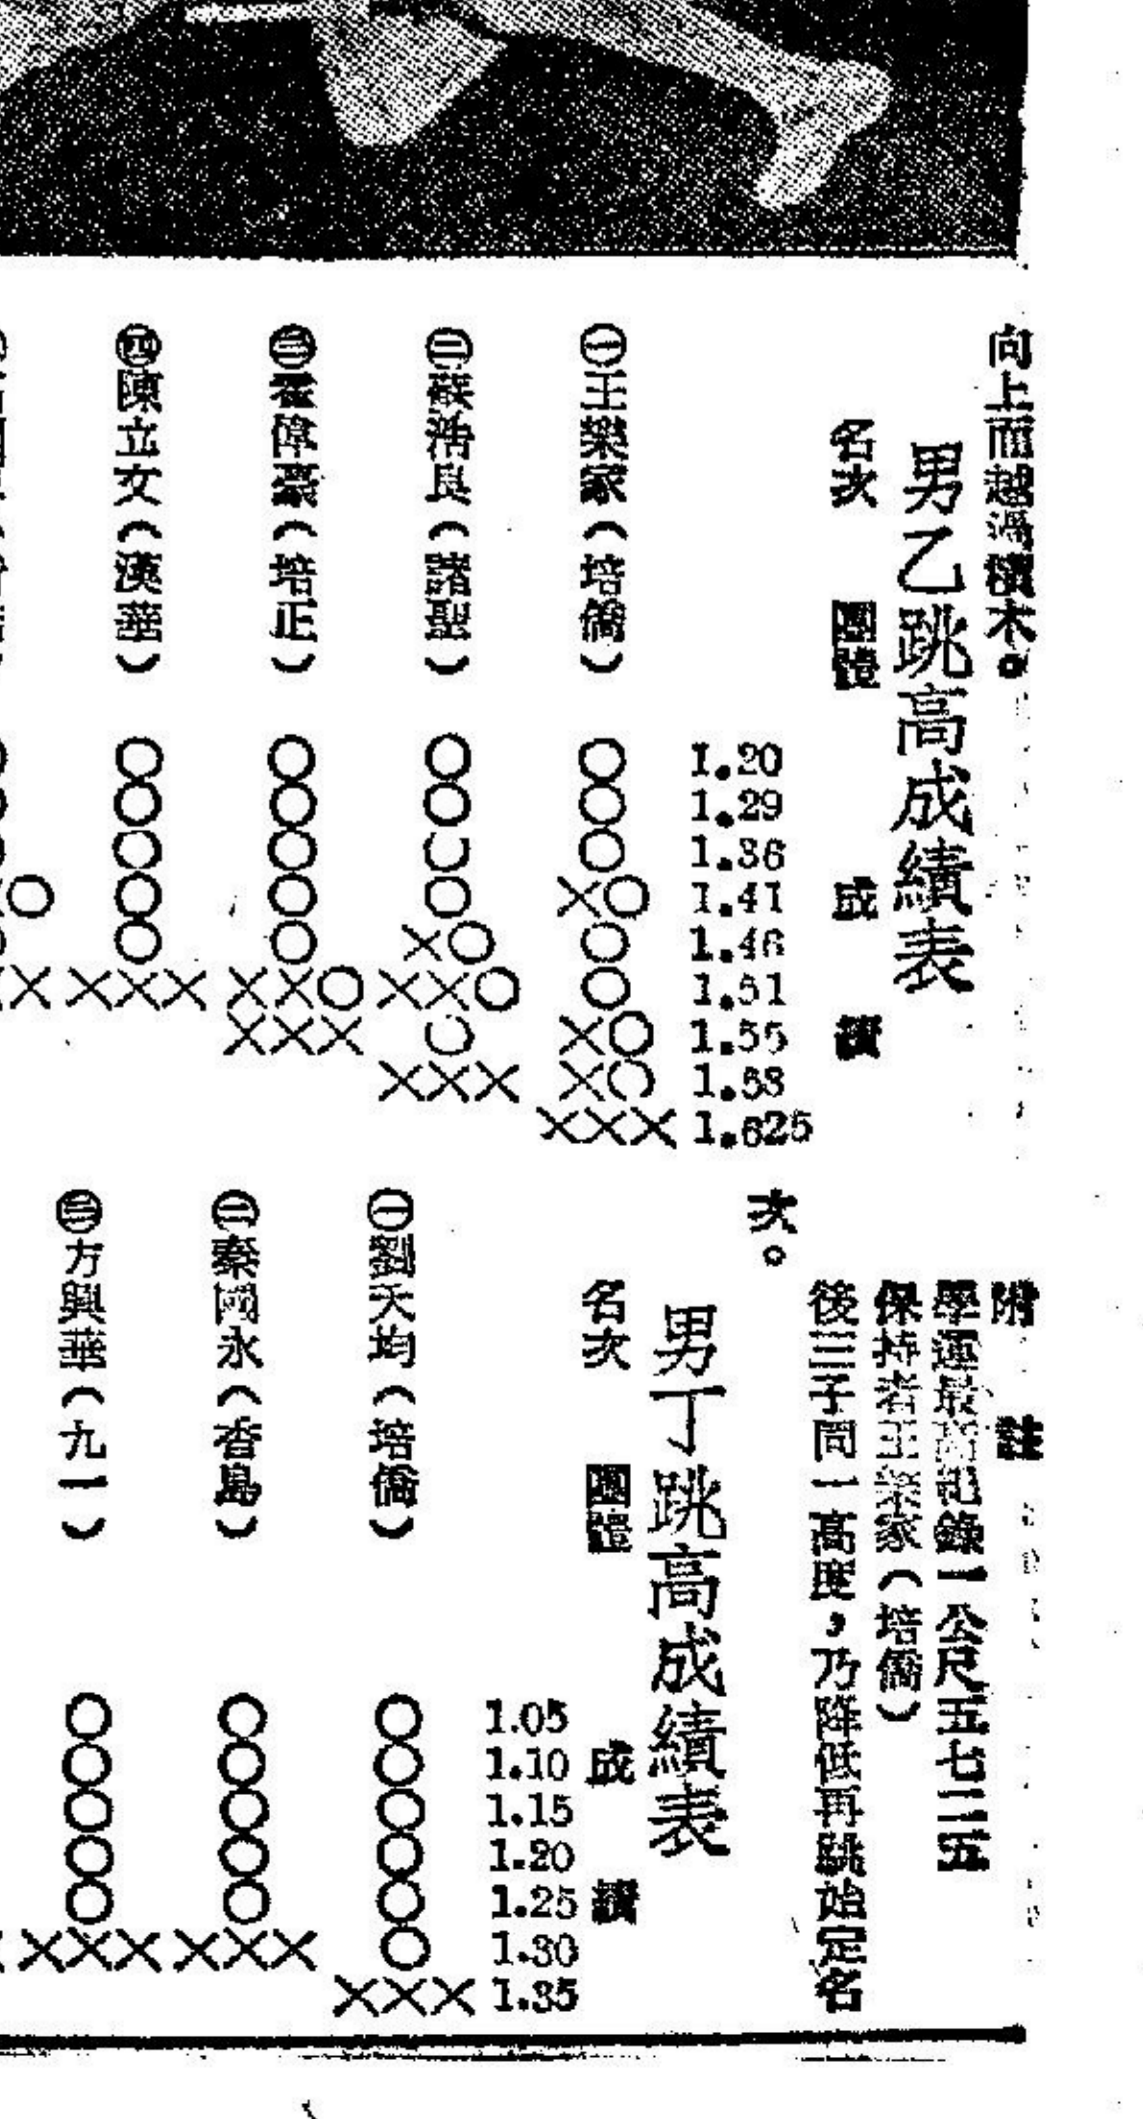 向上而越過橫木。
男乙跳高成績表
名次 團體 成 績
1.20 1.29 1.36 1.41 1.46 1.51 1.55 1.58 1.625
㊀王樂家(培僑) ○ ○ ○ ×○ ○ ○ ×○ ×○ ×××
㊁蘇浩良(諸聖) ○ ○ ○ ○ ×○ ××○ ○ ×××
㊂霍偉豪(培正) ○ ○ ○ ○ ○ ××○ ×××
㊃陳立文(漢華) ○ ○ ○ ○ ○ ×××
附 註
學運最高紀錄一公尺五七二五
保持者王樂家(培僑)
後三子同一高度,乃降低再跳始定名
次。
男丁跳高成績表
名次 團體 成 績
1.05 1.10 1.15 1.20 1.25 1.30 1.35
㊀劉天均(培僑) ○ ○ ○ ○ ○ ○ ×××
㊁秦國永(香島) ○ ○ ○ ○ ○ ×××
㊂方興華(九一) ○ ○ ○ ○ ○ ×××